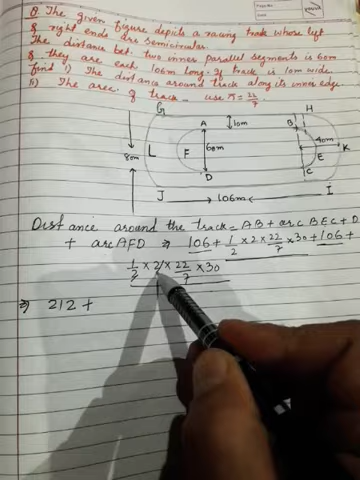 Q. The given figure depict a racing track whose left
& right ends are semicircular.
The distance bet. two inner parallel segments is 60m
& they are each 106m long. If track is 10m wide.
find i) The distance around track along its inner edge
ii) The area of track - use π = 22/7
G H
A 10m B
80m L F 60m 40m K
E
D C
J 106m I
Distance around the track = AB + arc BEC + D
+ arc AFD ⇒ 106 + 1/2 × 2 × 22/7 × 30 + 106 +
1/2 × 2 × 22/7 × 30
⇒ 212 +